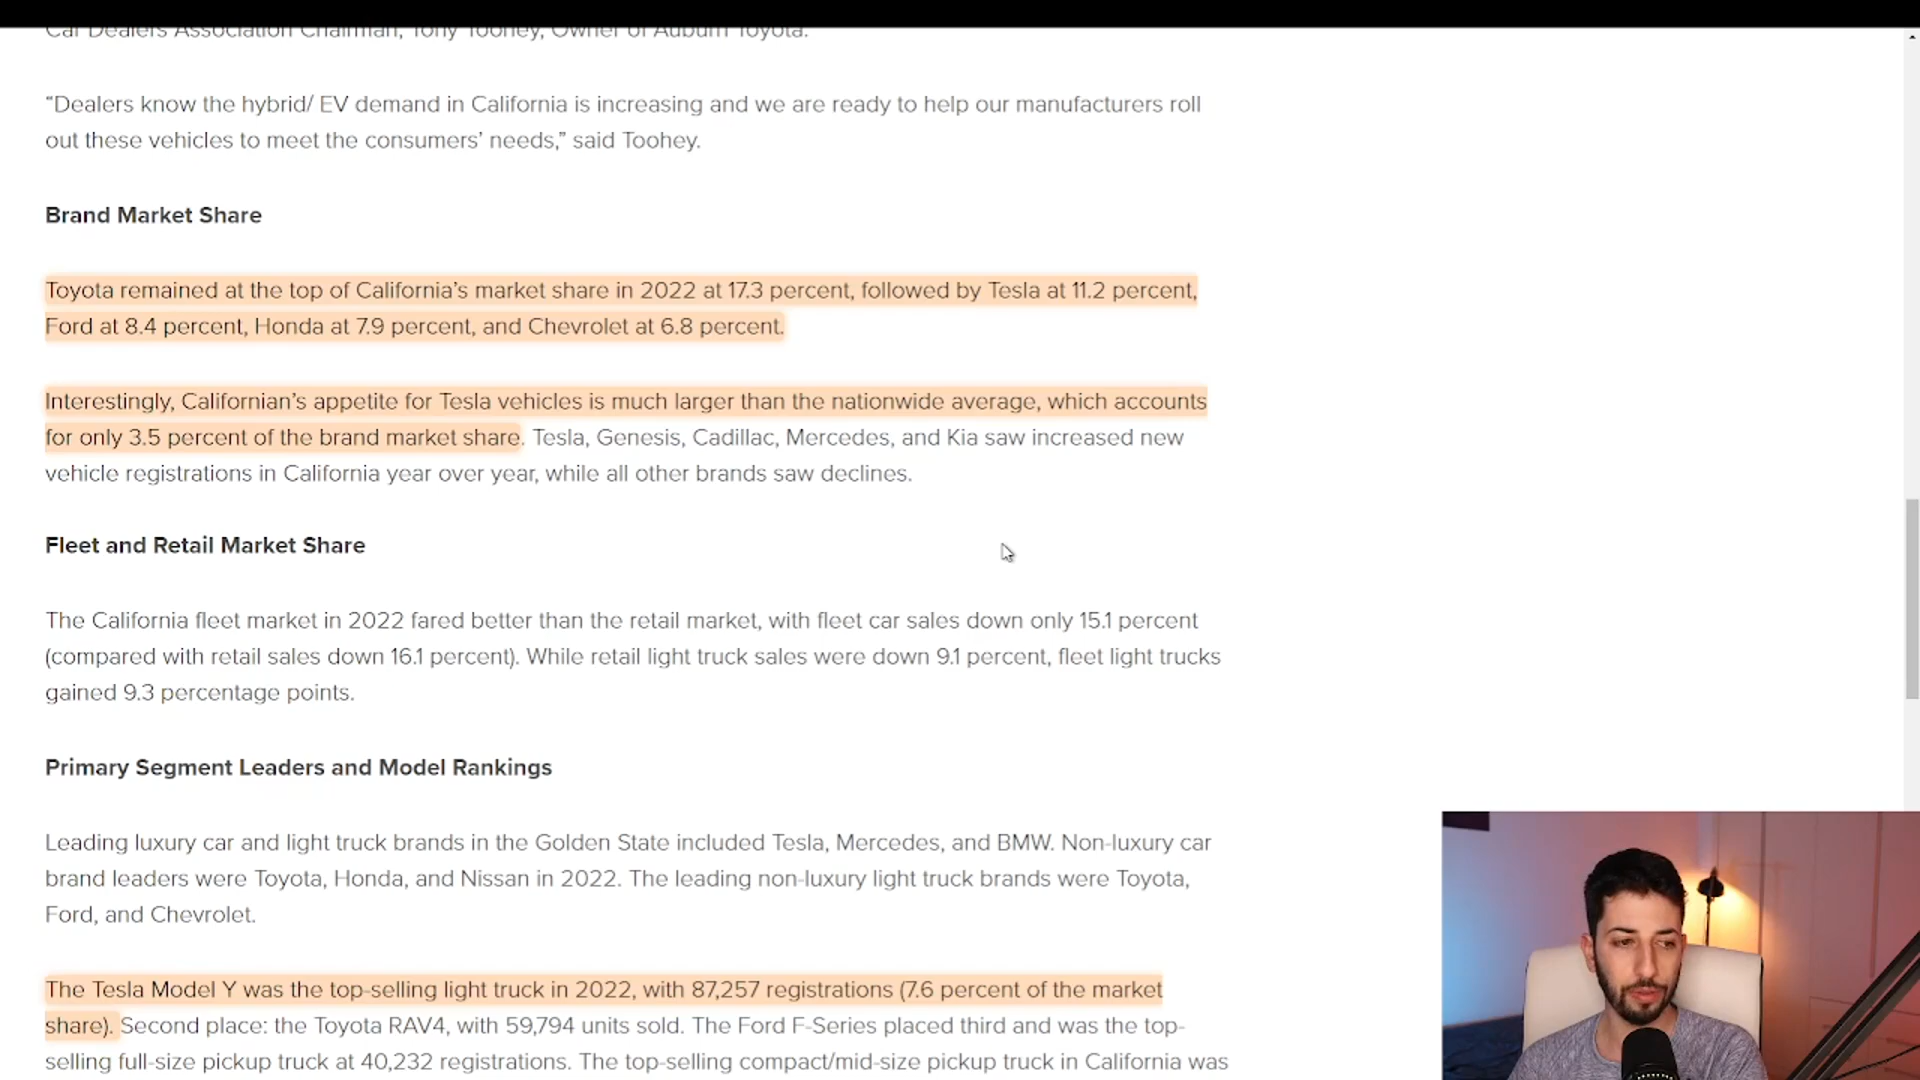 Car Dealers Association Chairman, Tony Toohey, Owner of Auburn Toyota.
“Dealers know the hybrid/ EV demand in California is increasing and we are ready to help our manufacturers roll
out these vehicles to meet the consumers’ needs,” said Toohey.
Brand Market Share
Toyota remained at the top of California’s market share in 2022 at 17.3 percent, followed by Tesla at 11.2 percent,
Ford at 8.4 percent, Honda at 7.9 percent, and Chevrolet at 6.8 percent.
Interestingly, Californian’s appetite for Tesla vehicles is much larger than the nationwide average, which accounts
for only 3.5 percent of the brand market share. Tesla, Genesis, Cadillac, Mercedes, and Kia saw increased new
vehicle registrations in California year over year, while all other brands saw declines.
Fleet and Retail Market Share
The California fleet market in 2022 fared better than the retail market, with fleet car sales down only 15.1 percent
(compared with retail sales down 16.1 percent). While retail light truck sales were down 9.1 percent, fleet light trucks
gained 9.3 percentage points.
Primary Segment Leaders and Model Rankings
Leading luxury car and light truck brands in the Golden State included Tesla, Mercedes, and BMW. Non-luxury car
brand leaders were Toyota, Honda, and Nissan in 2022. The leading non-luxury light truck brands were Toyota,
Ford, and Chevrolet.
The Tesla Model Y was the top-selling light truck in 2022, with 87,257 registrations (7.6 percent of the market
share). Second place: the Toyota RAV4, with 59,794 units sold. The Ford F-Series placed third and was the top-
selling full-size pickup truck at 40,232 registrations. The top-selling compact/mid-size pickup truck in California was